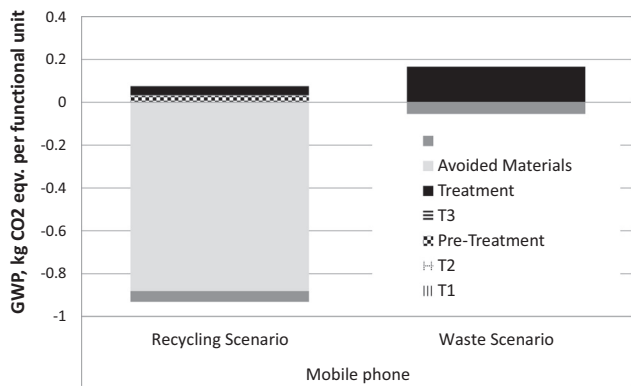 GWP, kg CO2 eqv. per functional unit
0.4
0.2
0
-0.2
-0.4
-0.6
-0.8
-1
Avoided Materials
Treatment
T3
Pre-Treatment
T2
T1
Recycling Scenario
Waste Scenario
Mobile phone